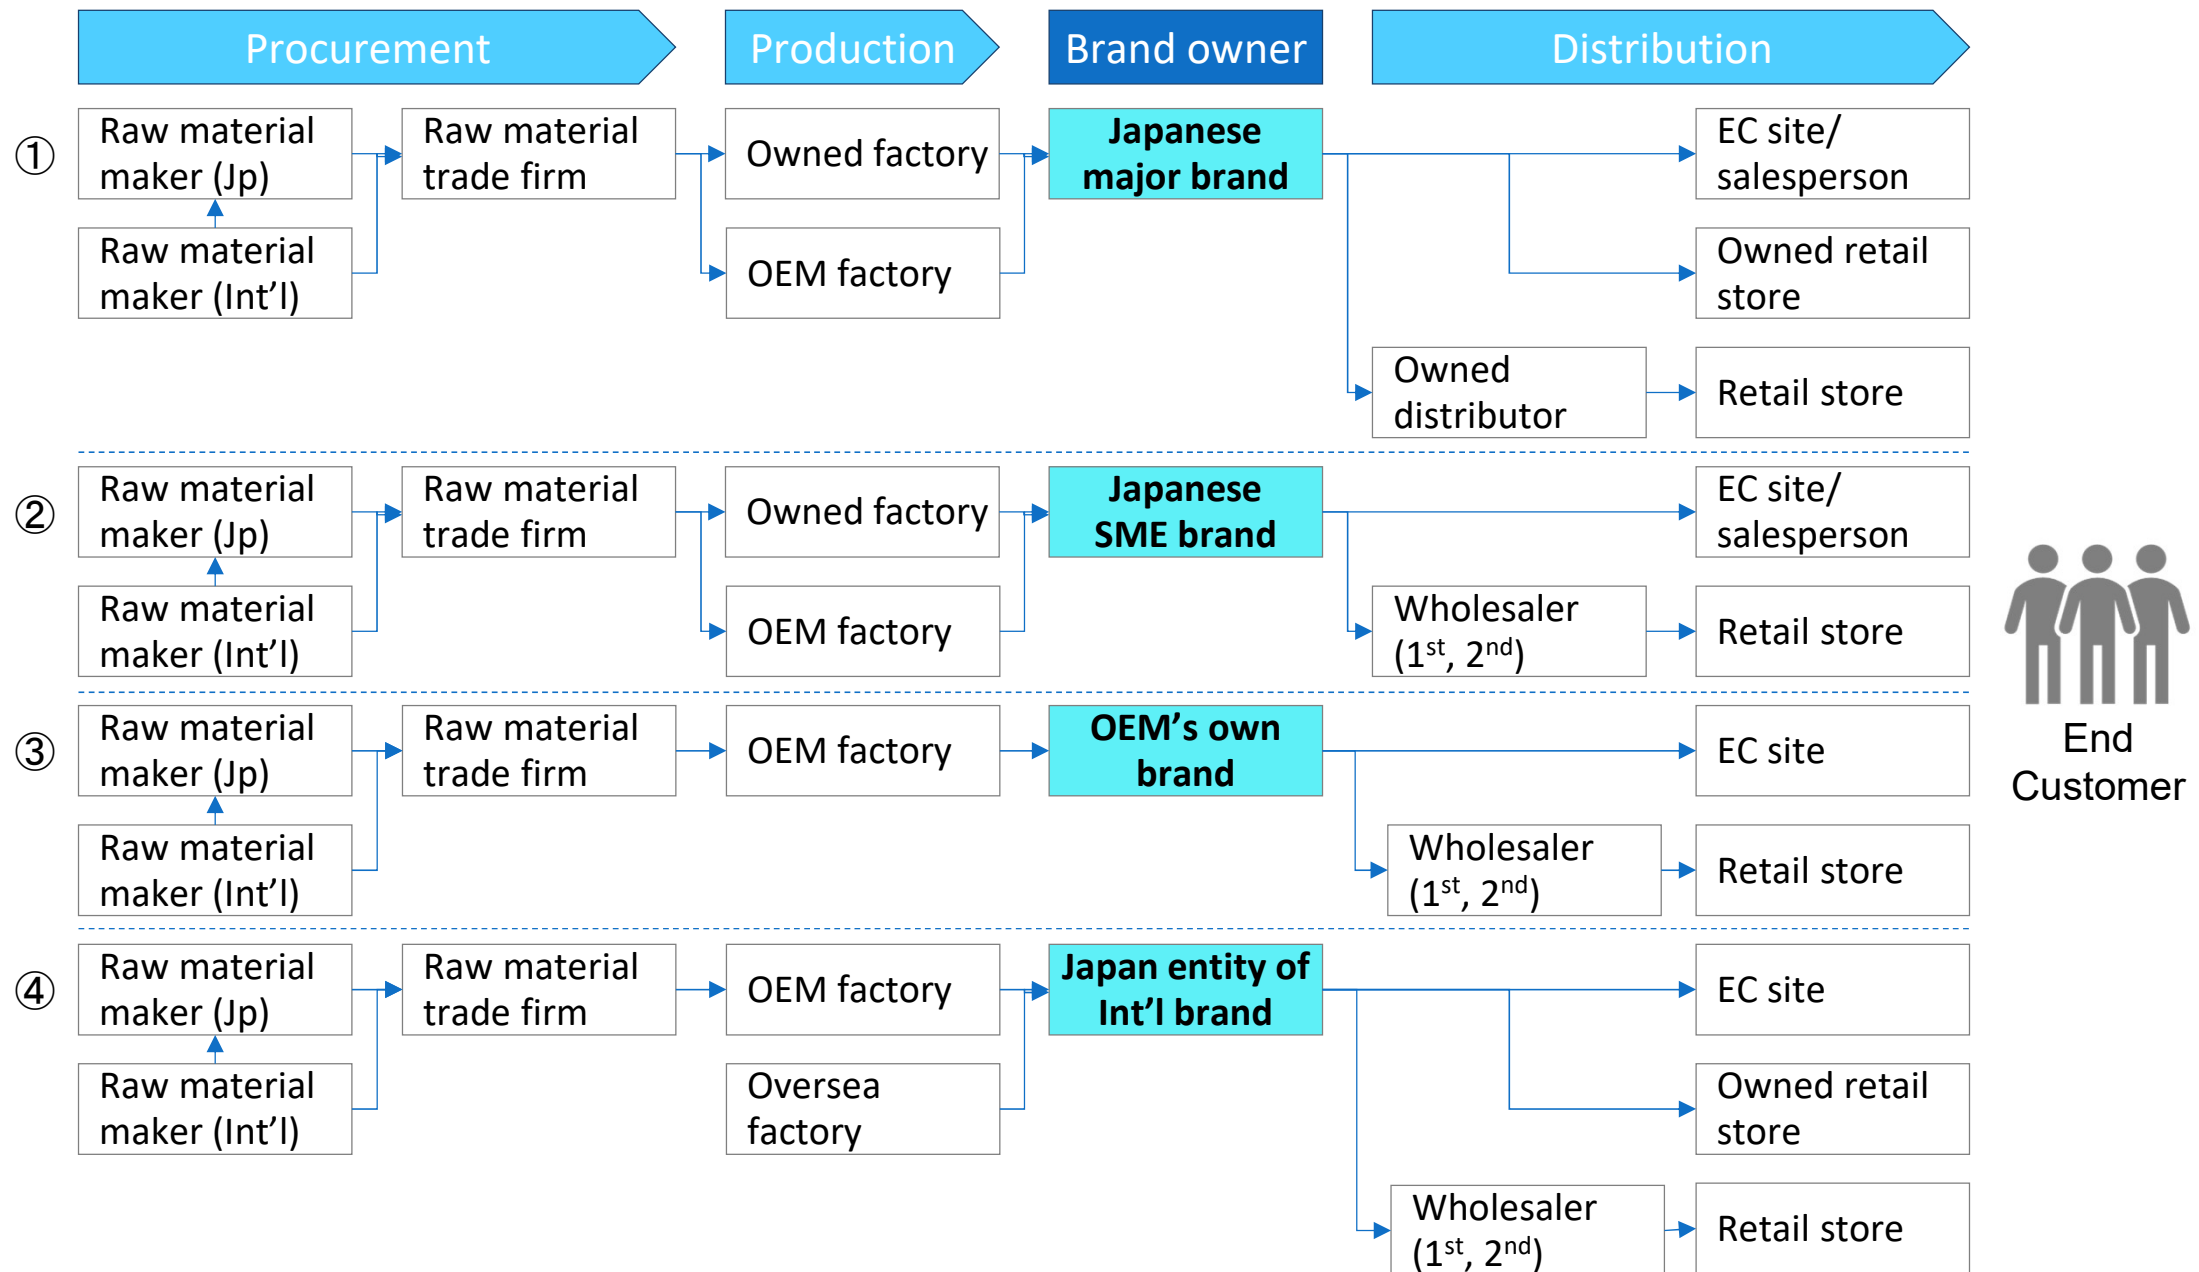 Procurement
Production
Brand owner
Distribution
①
Raw material
maker (Jp)
Raw material
trade firm
Owned factory
Japanese
major brand
EC site/
salesperson
Raw material
maker (Int’l)
OEM factory
Owned retail
store
Owned
distributor
Retail store
②
Raw material
maker (Jp)
Raw material
trade firm
Owned factory
Japanese
SME brand
EC site/
salesperson
Raw material
maker (Int’l)
OEM factory
Wholesaler
(1st, 2nd)
Retail store
③
Raw material
maker (Jp)
Raw material
trade firm
OEM factory
OEM’s own
brand
EC site
Raw material
maker (Int’l)
Wholesaler
(1st, 2nd)
Retail store
④
Raw material
maker (Jp)
Raw material
trade firm
OEM factory
Japan entity of
Int’l brand
EC site
Raw material
maker (Int’l)
Oversea
factory
Owned retail
store
Wholesaler
(1st, 2nd)
Retail store
End
Customer